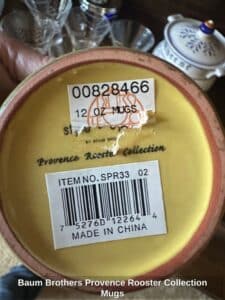 00828466
12 OZ MUGS
Provence Rooster Collection
ITEM NO. SPR33 02
7 5276D 12264 4
MADE IN CHINA
Baum Brothers Provence Rooster Collection
Mugs